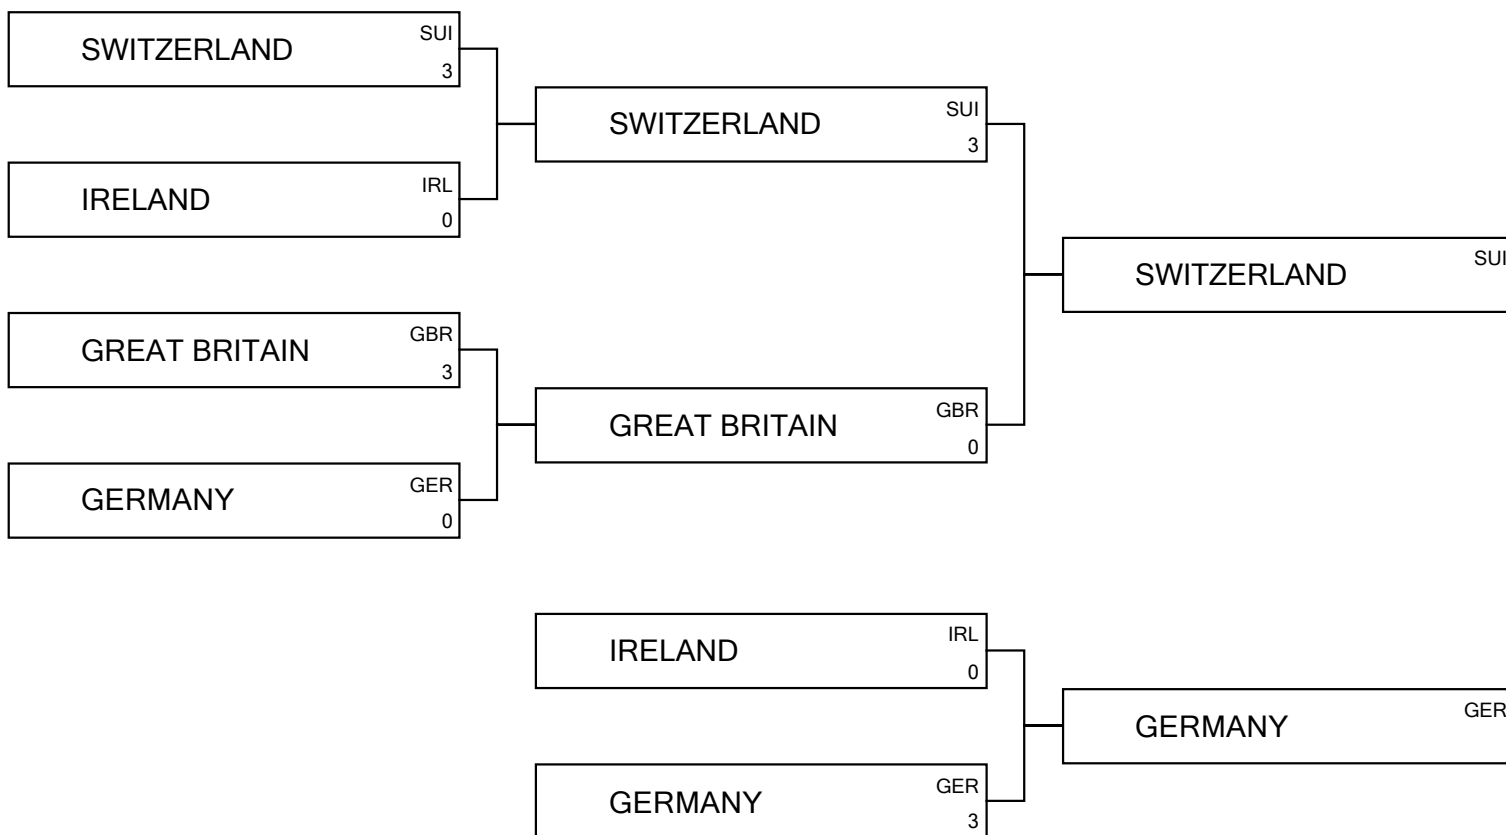 SWITZERLAND SUI
3
IRELAND IRL
0
GREAT BRITAIN GBR
3
GERMANY GER
0
SWITZERLAND SUI
3
GREAT BRITAIN GBR
0
SWITZERLAND SUI
IRELAND IRL
0
GERMANY GER
3
GERMANY GER